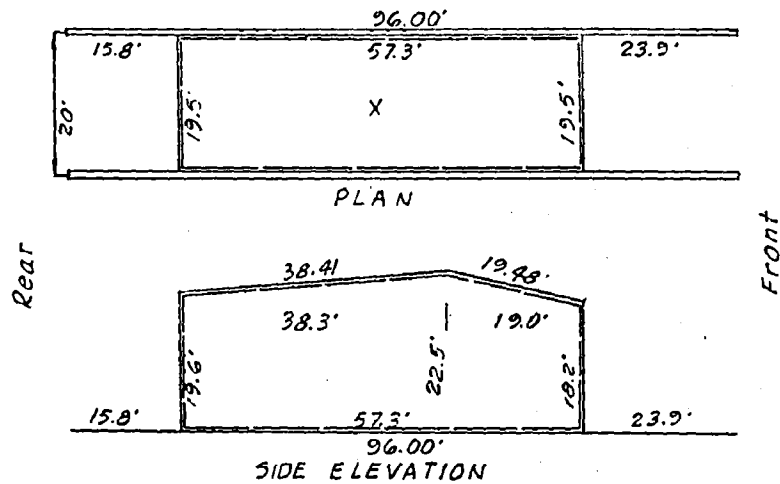 96.00'
15.8' 57.3' 23.9'
20' 19.5' X 19.5'
PLAN
Rear
Front
38.41 19.48'
38.3' 19.0'
19.6' 22.5' 18.2'
15.8' 57.3' 23.9'
96.00'
SIDE ELEVATION